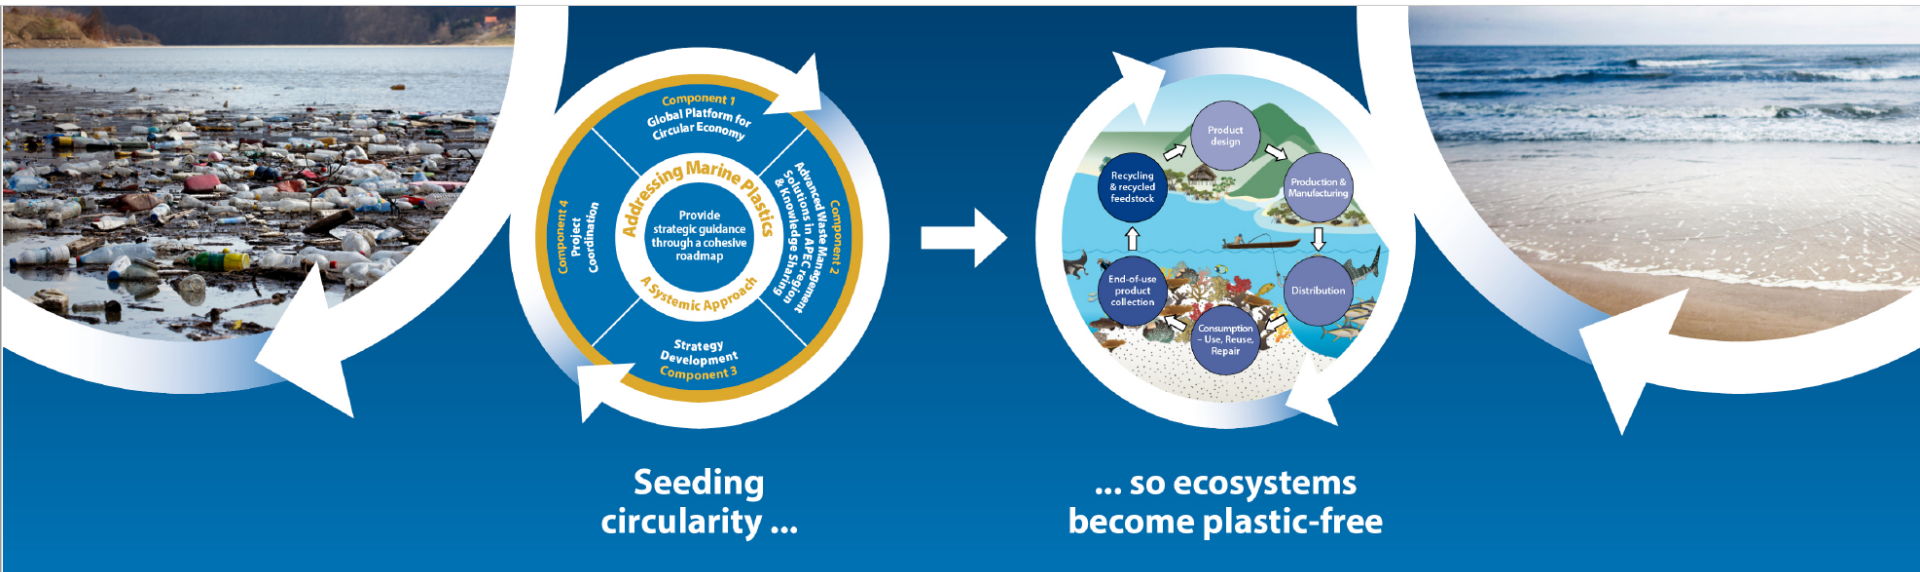 Component 1
Global Platform for
Circular Economy
Component 2
Advanced Waste Management
Solutions in APEC region
& Knowledge Sharing
Strategy
Development
Component 3
Component 4
Project
Coordination
Addressing Marine Plastics
A Systemic Approach
Provide
strategic guidance
through a cohesive
roadmap
Product
design
Production &
Manufacturing
Distribution
Consumption
– Use, Reuse,
Repair
End-of-use
product
collection
Recycling
& recycled
feedstock
Seeding
circularity ...
... so ecosystems
become plastic-free